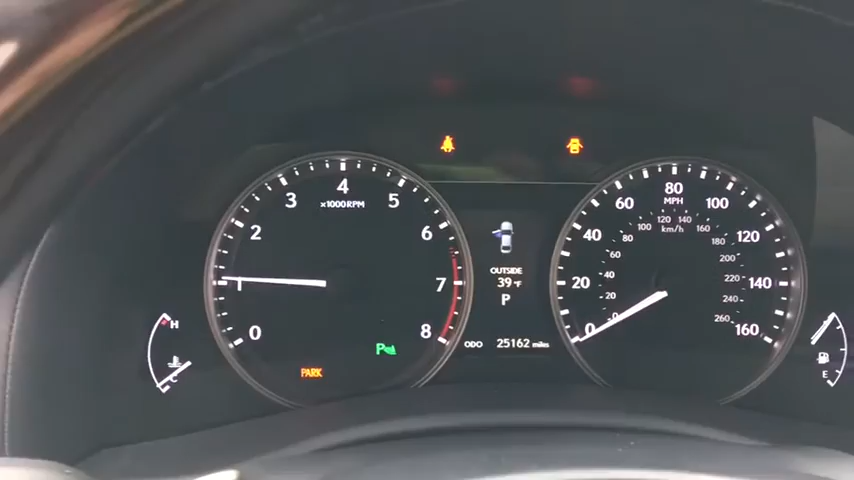 4
x1000RPM
3
5
2
6
1
7
0
8
PARK
P
H
C
OUTSIDE
39°F
P
ODO 25162 miles
80
MPH
60
100
40
120
20
140
0
160
120 140
km/h
100
160
80
180
60
200
40
220
20
240
0
260
E